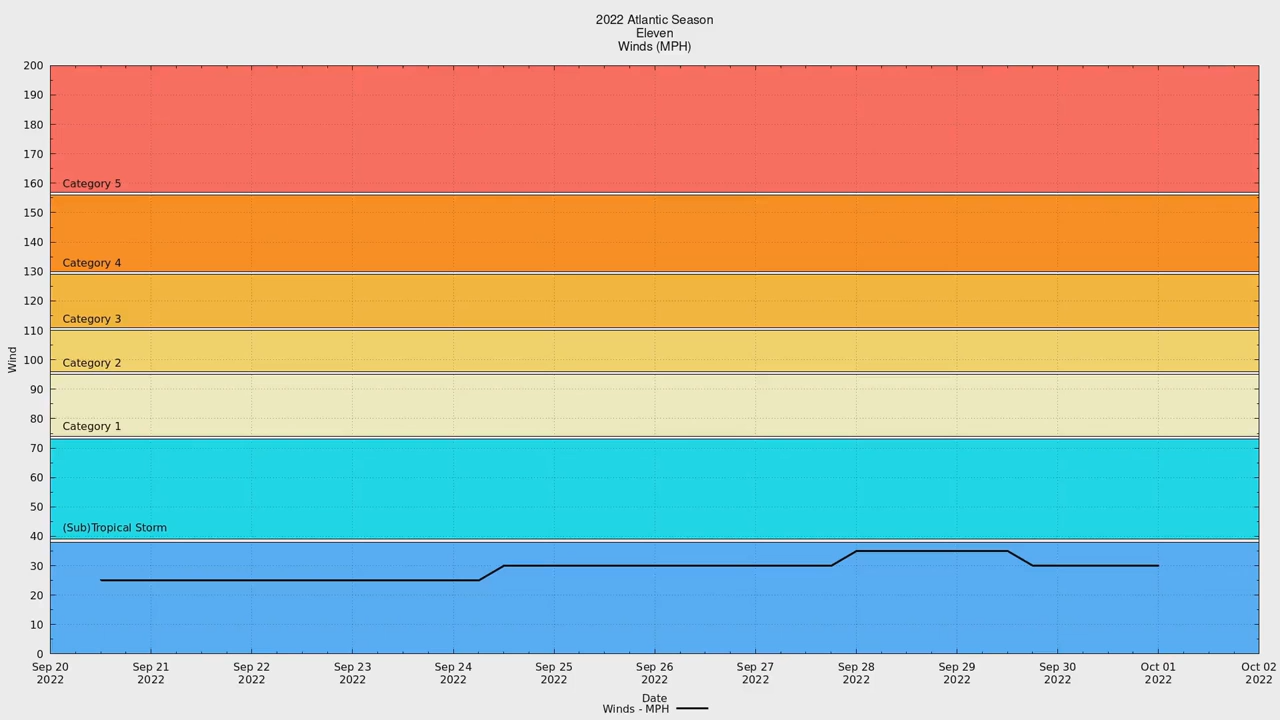 2022 Atlantic Season
Eleven
Winds (MPH)
200
190
180
170
160
150
140
130
120
110
100
90
80
70
60
50
40
30
20
10
0
Wind
Category 5
Category 4
Category 3
Category 2
Category 1
(Sub)Tropical Storm
Sep 20 Sep 21 Sep 22 Sep 23 Sep 24 Sep 25 Sep 26 Sep 27 Sep 28 Sep 29 Sep 30 Oct 01 Oct 02
2022 2022 2022 2022 2022 2022 2022 2022 2022 2022 2022 2022 2022
Date
Winds - MPH